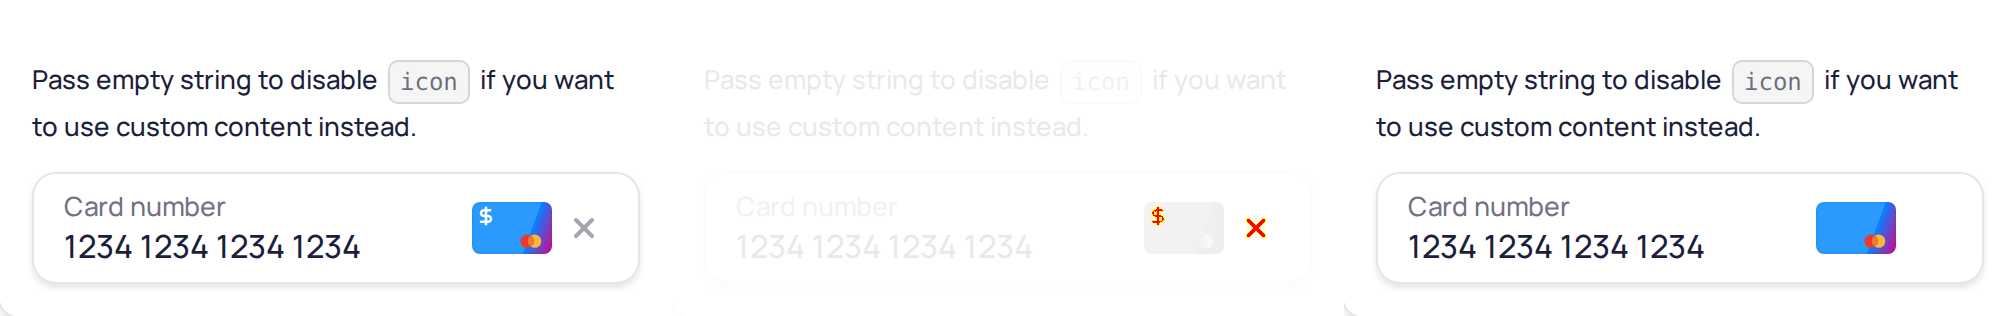 Pass empty string to disable icon if you want
to use custom content instead.
Card number
$
1234 1234 1234 1234
Pass empty string to disable icon if you want
to use custom content instead.
Card number
$
1234 1234 1234 1234
Pass empty string to disable icon if you want
to use custom content instead.
Card number
1234 1234 1234 1234